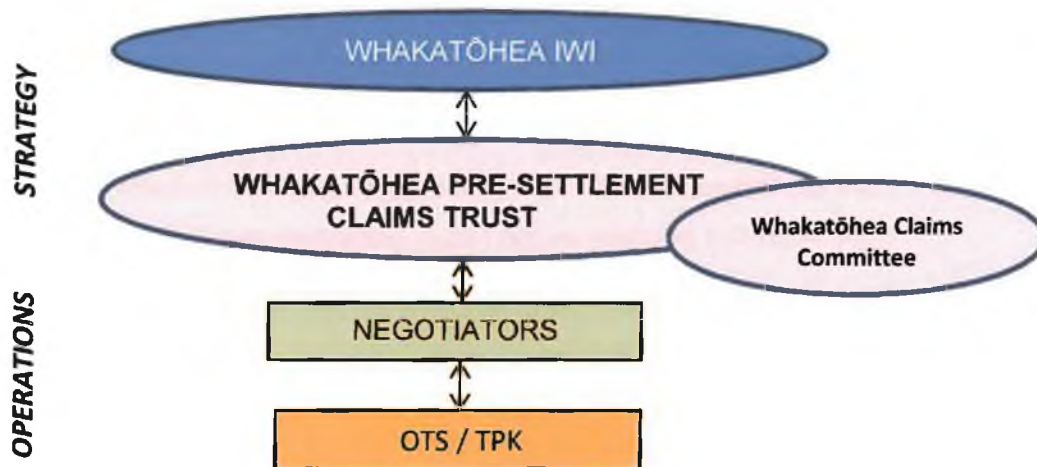 STRATEGY
WHAKATŌHEA IWI
WHAKATŌHEA PRE-SETTLEMENT
CLAIMS TRUST
Whakatōhea Claims
Committee
OPERATIONS
NEGOTIATORS
OTS / TPK